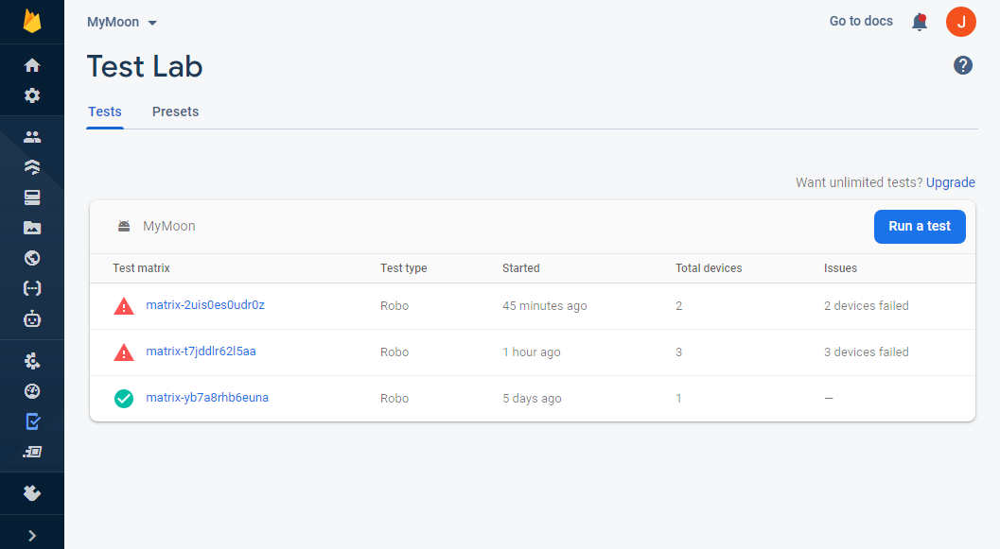 MyMoon
Go to docs
J
Test Lab
?
Tests Presets
Want unlimited tests? Upgrade
MyMoon
Run a test
Test matrix Test type Started Total devices Issues
matrix-2uis0es0udr0z Robo 45 minutes ago 2 2 devices failed
matrix-t7jddlr62l5aa Robo 1 hour ago 3 3 devices failed
matrix-yb7a8rhb6euna Robo 5 days ago 1 —